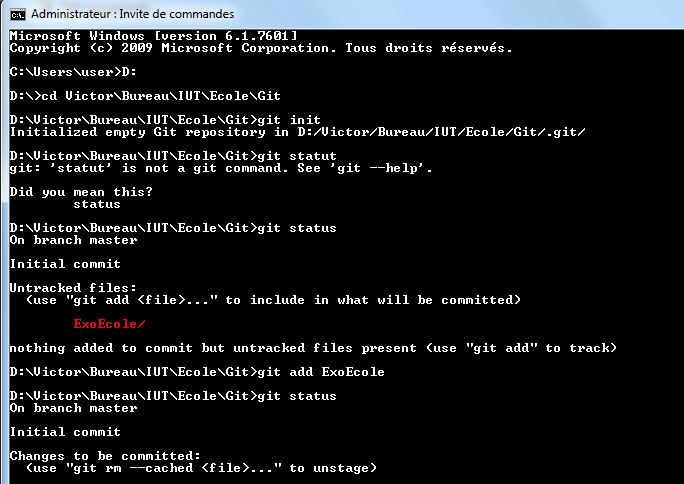 Administrateur : Invite de commandes
Microsoft Windows [version 6.1.7601]
Copyright (c) 2009 Microsoft Corporation. Tous droits réservés.
C:\Users\user>D:
D:\>cd Victor\Bureau\IUT\Ecole\Git
D:\Victor\Bureau\IUT\Ecole\Git>git init
Initialized empty Git repository in D:/Victor/Bureau/IUT/Ecole/Git/.git/
D:\Victor\Bureau\IUT\Ecole\Git>git statut
git: 'statut' is not a git command. See 'git --help'.
Did you mean this?
status
D:\Victor\Bureau\IUT\Ecole\Git>git status
On branch master
Initial commit
Untracked files:
(use "git add <file>..." to include in what will be committed)
ExoEcole/
nothing added to commit but untracked files present (use "git add" to track)
D:\Victor\Bureau\IUT\Ecole\Git>git add ExoEcole
D:\Victor\Bureau\IUT\Ecole\Git>git status
On branch master
Initial commit
Changes to be committed:
(use "git rm --cached <file>..." to unstage)